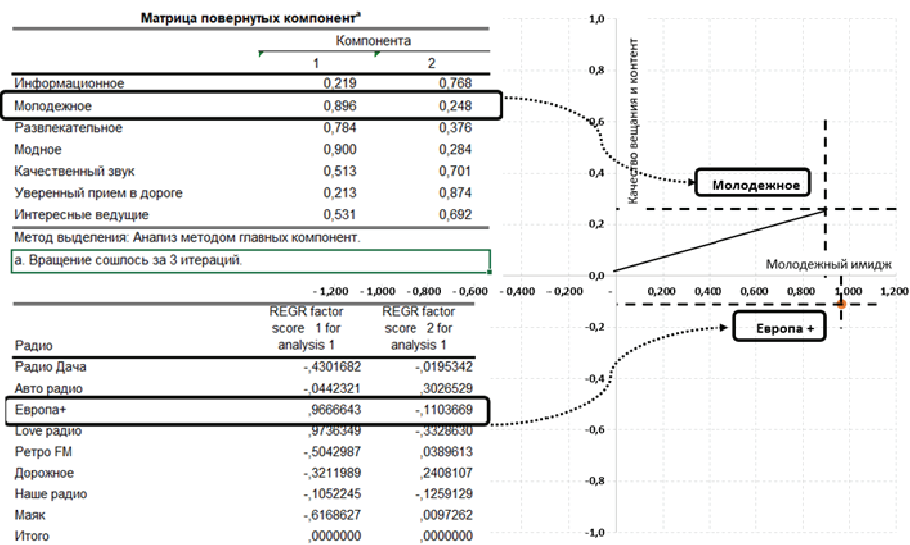 Матрица повернутых компонентª
Компонента
1 2
Информационное 0,219 0,768
Молодежное 0,896 0,248
Развлекательное 0,784 0,376
Модное 0,900 0,284
Качественный звук 0,513 0,701
Уверенный прием в дороге 0,213 0,874
Интересные ведущие 0,531 0,692
Метод выделения: Анализ методом главных компонент.
a. Вращение сошлось за 3 итераций.
Радио REGR factor score 1 for analysis 1 REGR factor score 2 for analysis 1
Радио Дача -,4301682 -,0195342
Авто радио -,0442321 ,3026529
Европа+ ,9666643 -,1103669
Love радио ,9736349 -,3328630
Ретро FM -,5042987 ,0389613
Дорожное -,3211989 ,2408107
Наше радио -,1052245 -,1259129
Маяк -,6168627 ,0097262
Итого ,0000000 ,0000000
1,0
0,8
0,6
0,4
0,2
0,0
-0,2
-0,4
-0,6
-0,8
-1,0
Качество вещания и контент
Молодежное
Молодежный имидж
-1,200 -1,000 -0,800 -0,600 -0,400 -0,200 0,200 0,400 0,600 0,800 1,000 1,200
Европа +